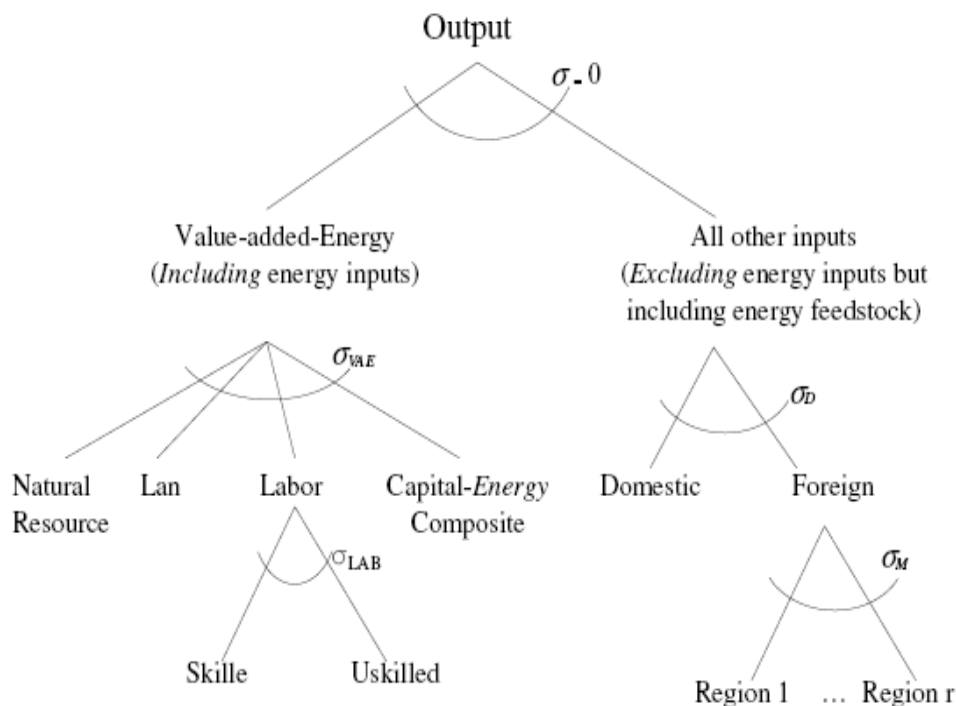 Output
σ - 0
Value-added-Energy
(Including energy inputs)
All other inputs
(Excluding energy inputs but
including energy feedstock)
σVAE
σD
Natural
Resource
Lan
Labor
Capital-Energy
Composite
Domestic
Foreign
σLAB
σM
Skille
Uskilled
Region 1 ... Region r